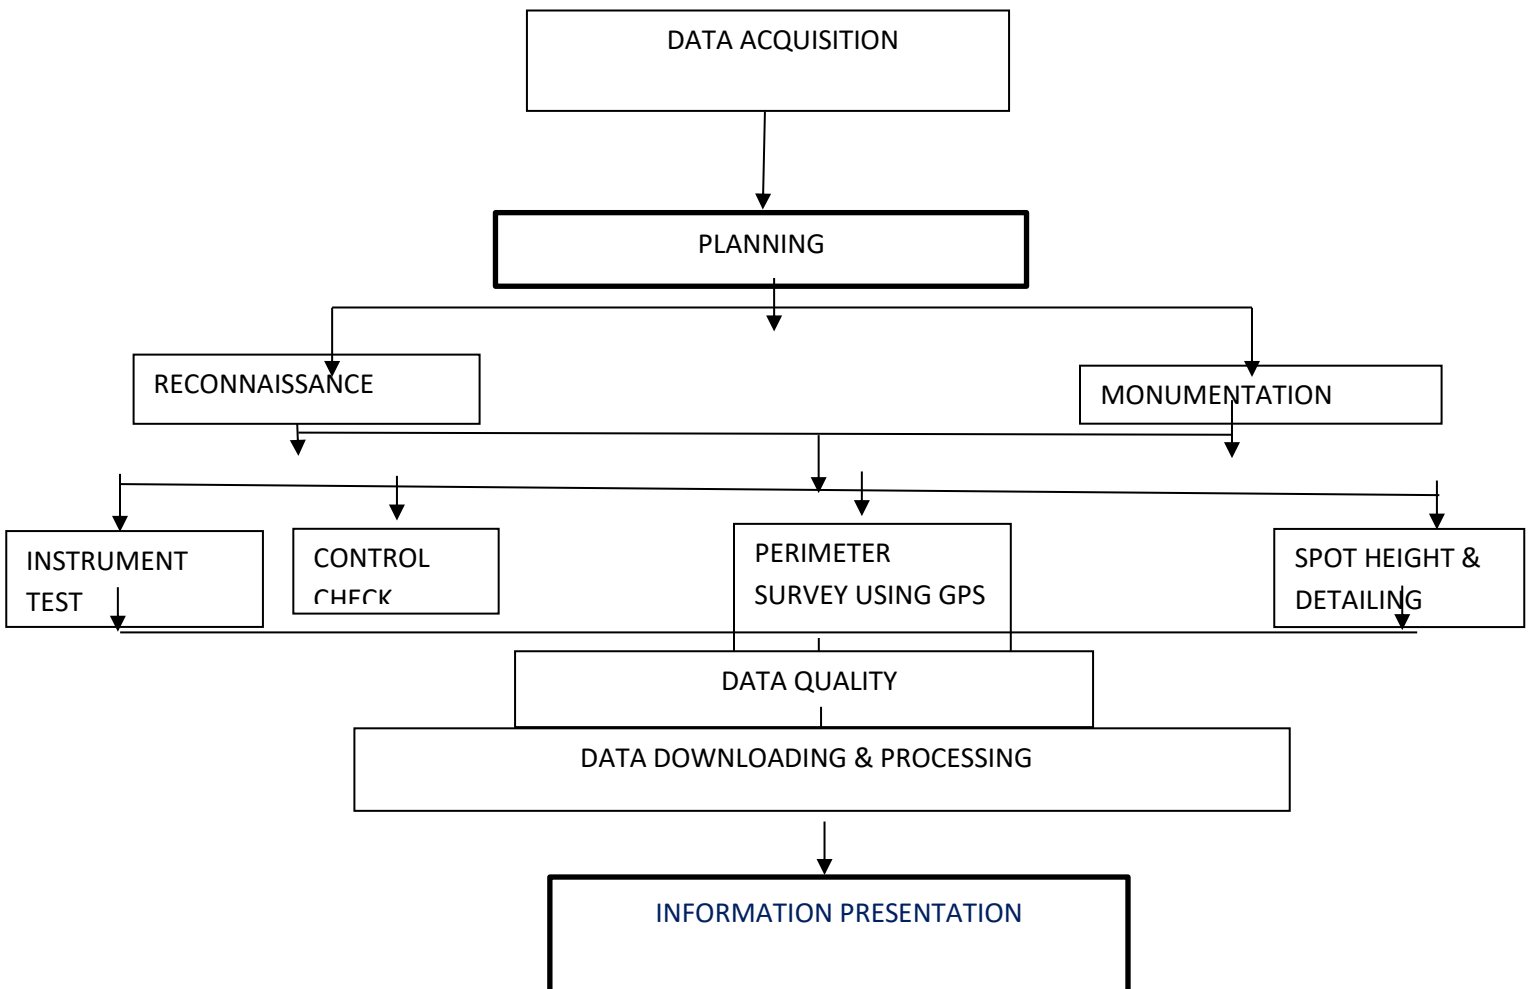 DATA ACQUISITION
PLANNING
RECONNAISSANCE
MONUMENTATION
INSTRUMENT
TEST
CONTROL
CHECK
PERIMETER
SURVEY USING GPS
SPOT HEIGHT &
DETAILING
DATA QUALITY
DATA DOWNLOADING & PROCESSING
INFORMATION PRESENTATION